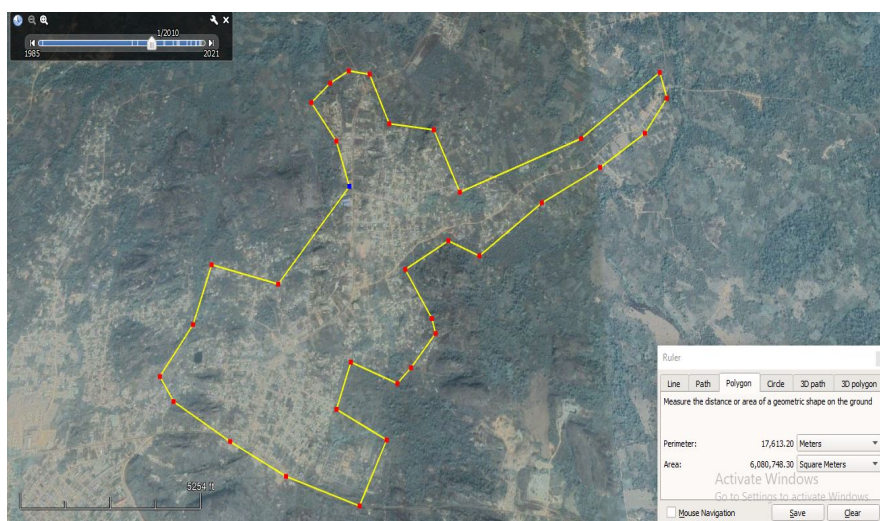 1/2010
1985
2021
5254 ft
Ruler
Line Path Polygon Circle 3D path 3D polygon
Measure the distance or area of a geometric shape on the ground
Perimeter: 17,613.20 Meters
Area: 6,080,748.30 Square Meters
Activate Windows
Go to Settings to activate Windows.
Mouse Navigation Save Clear